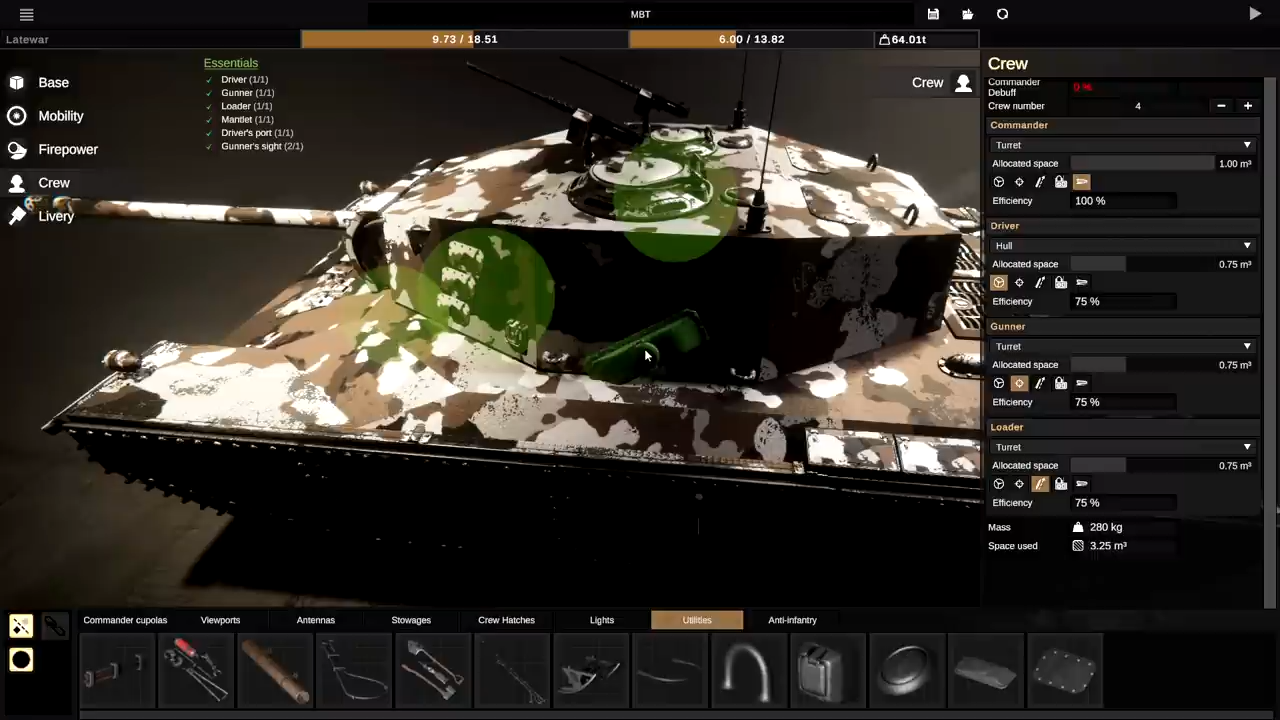 MBT
Latewar
9.73 / 18.51
6.00 / 13.82
64.01t
Base
Mobility
Firepower
Crew
Livery
Essentials
✓ Driver (1/1)
✓ Gunner (1/1)
✓ Loader (1/1)
✓ Mantlet (1/1)
✓ Driver's port (1/1)
✓ Gunner's sight (2/1)
Crew
Crew
Commander
Debuff 0 %
Crew number 4 − +
Commander
Turret
Allocated space 1.00 m³
Efficiency 100 %
Driver
Hull
Allocated space 0.75 m³
Efficiency 75 %
Gunner
Turret
Allocated space 0.75 m³
Efficiency 75 %
Loader
Turret
Allocated space 0.75 m³
Efficiency 75 %
Mass 280 kg
Space used 3.25 m³
Commander cupolas Viewports Antennas Stowages Crew Hatches Lights Utilities Anti-infantry